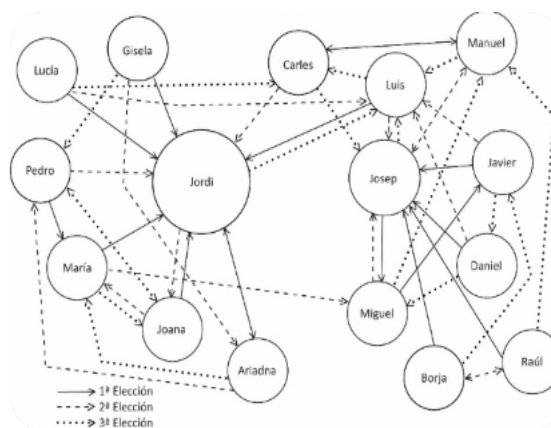 Gisela
Manuel
Lucía
Carles
Luis
Pedro
Jordi
Josep
Javier
María
Daniel
Joana
Miguel
Ariadna
Borja
Raúl
1ª Elección
2ª Elección
3ª Elección